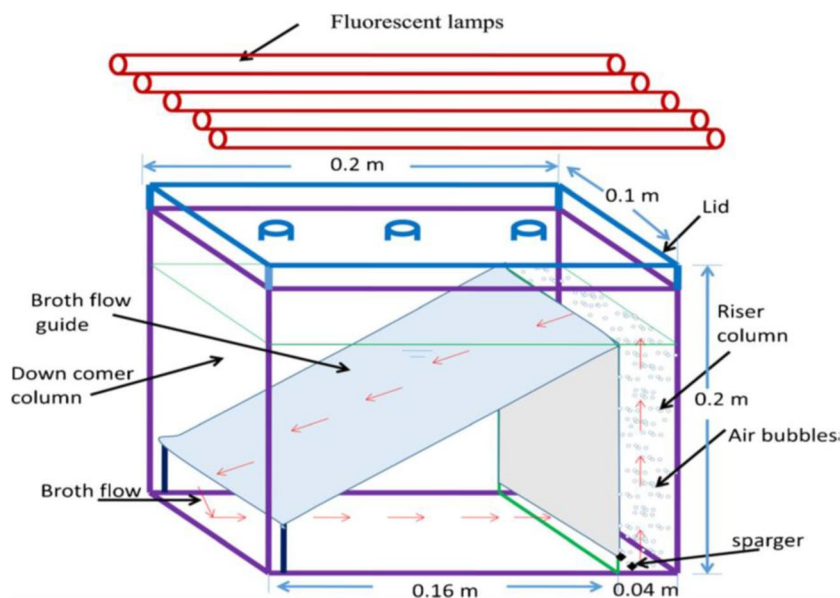 Fluorescent lamps
0.2 m
0.1 m
Lid
Broth flow
guide
Riser
column
Down comer
column
0.2 m
Air bubbles
Broth flow
sparger
0.16 m
0.04 m